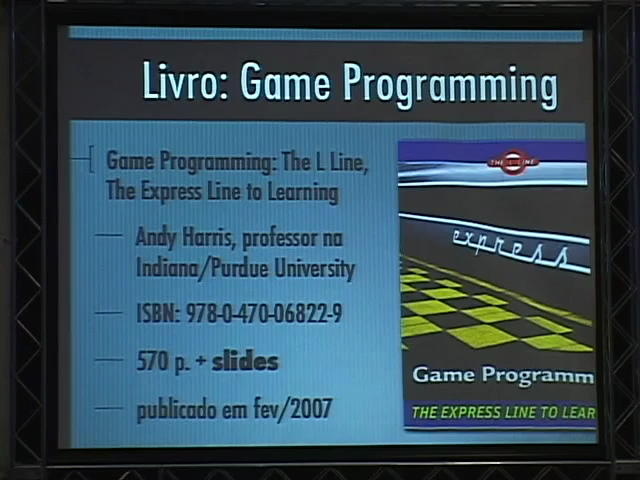 Livro: Game Programming
Game Programming: The L Line,
The Express Line to Learning
Andy Harris, professor na
Indiana/Purdue University
ISBN: 978-0-470-06822-9
570 p. + slides
publicado em fev/2007
THE L LINE
express
Game Programm
THE EXPRESS LINE TO LEAR